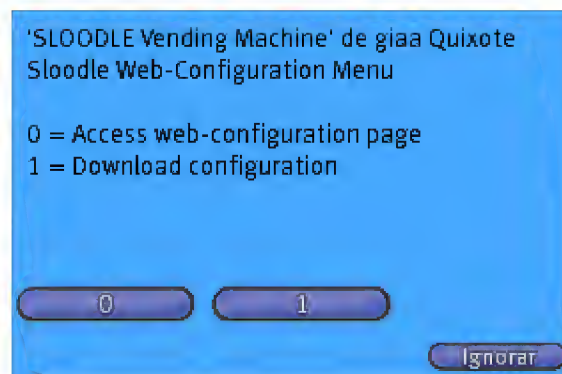 'SLOODLE Vending Machine' de giaa Quixote
Sloodle Web-Configuration Menu
0 = Access web-configuration page
1 = Download configuration
0 1
Ignorar